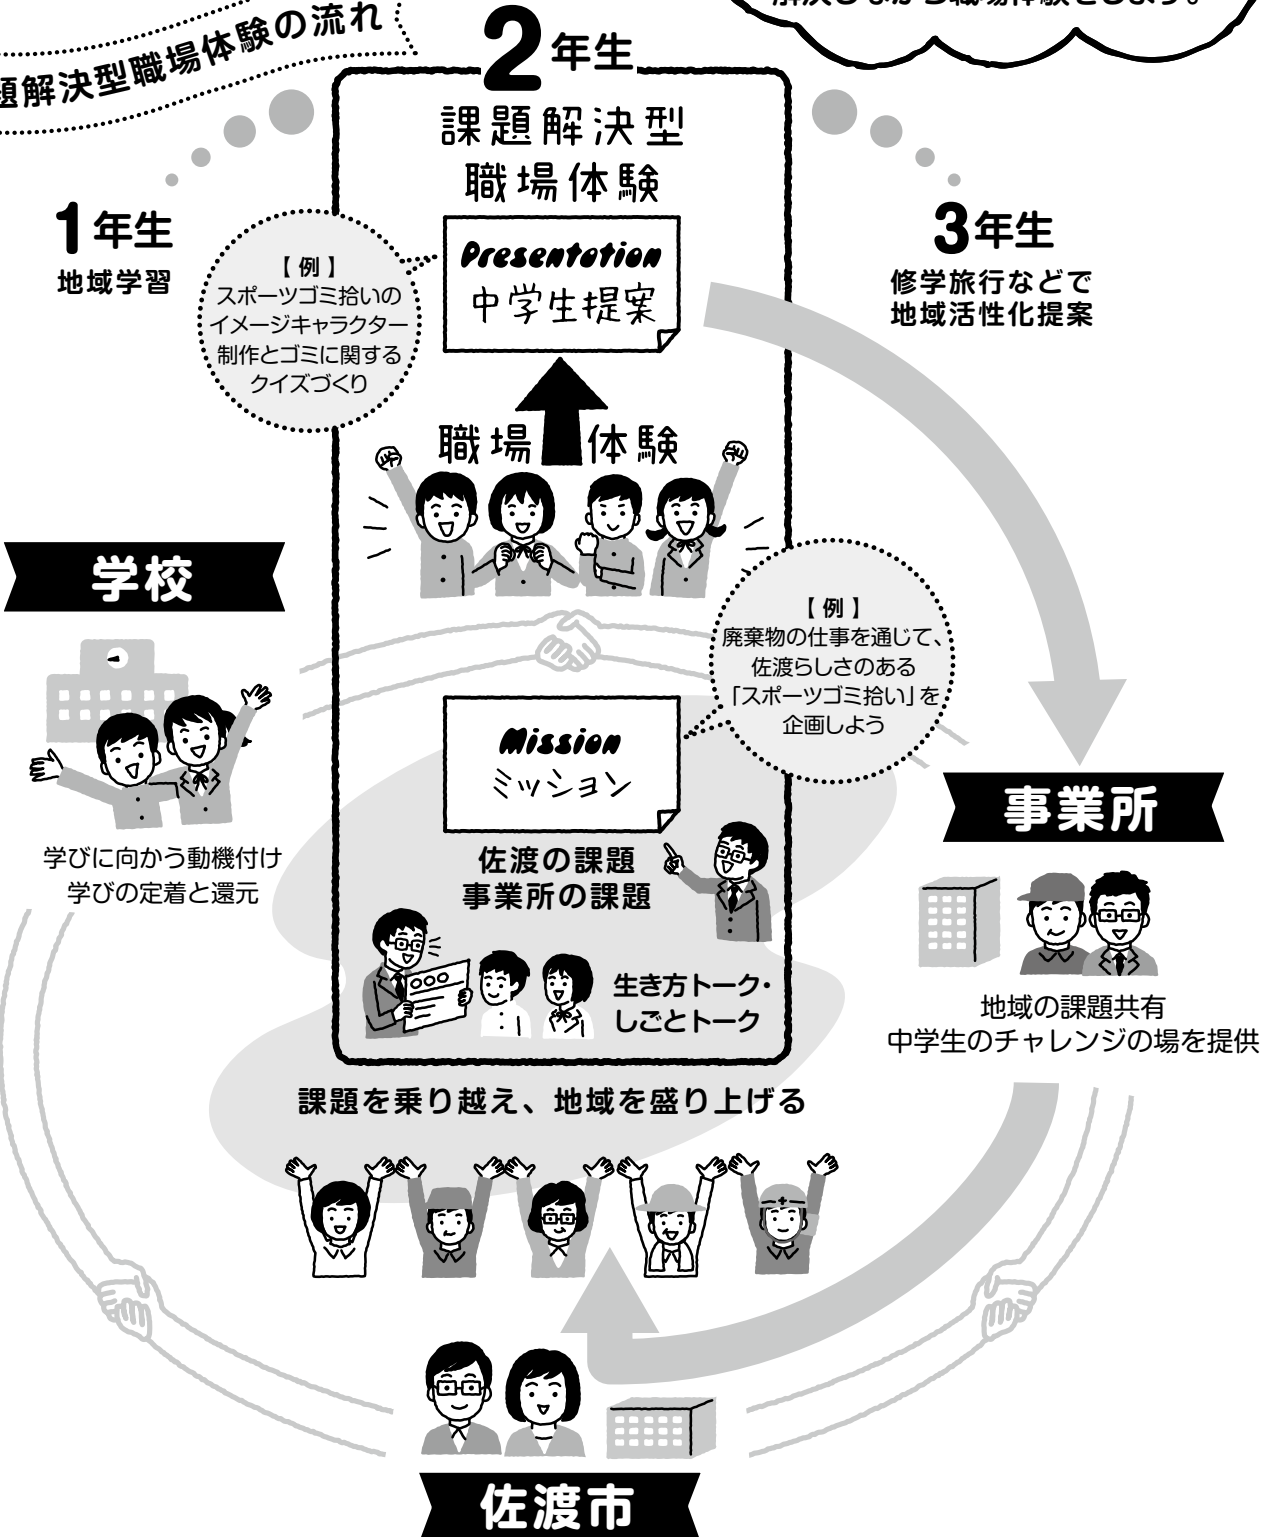 題解決型職場体験の流れ
解決しながら職場体験をしよう。
2年生
課題解決型
職場体験
1年生
地域学習
3年生
修学旅行などで
地域活性化提案
【 例 】
スポーツゴミ拾いの
イメージキャラクター
制作とゴミに関する
クイズづくり
Presentation
中学生提案
職場体験
学校
学びに向かう動機付け
学びの定着と還元
【 例 】
廃棄物の仕事を通じて、
佐渡らしさのある
「スポーツゴミ拾い」を
企画しよう
Mission
ミッション
佐渡の課題
事業所の課題
生き方トーク・
しごとトーク
事業所
地域の課題共有
中学生のチャレンジの場を提供
課題を乗り越え、地域を盛り上げる
佐渡市